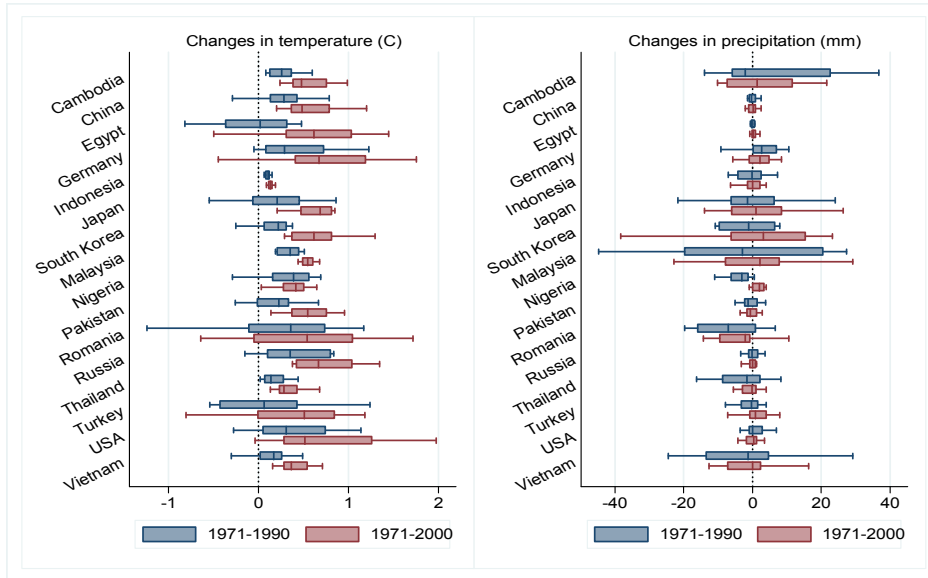 Changes in temperature (C)
Cambodia
China
Egypt
Germany
Indonesia
Japan
South Korea
Malaysia
Nigeria
Pakistan
Romania
Russia
Thailand
Turkey
USA
Vietnam
-1 0 1 2
1971-1990 1971-2000
Changes in precipitation (mm)
Cambodia
China
Egypt
Germany
Indonesia
Japan
South Korea
Malaysia
Nigeria
Pakistan
Romania
Russia
Thailand
Turkey
USA
Vietnam
-40 -20 0 20 40
1971-1990 1971-2000